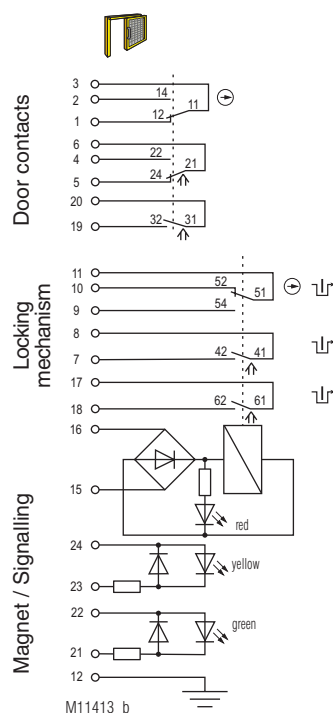 Door contacts
3
2 14
11
1 12
6
4 22
21
5 24
20
19 32 31
Locking
mechanism
11
10 52
51
9 54
8
7 42 41
17
18 62 61
Magnet / Signalling
16
15
red
24
yellow
23
22
green
21
12
M11413_b